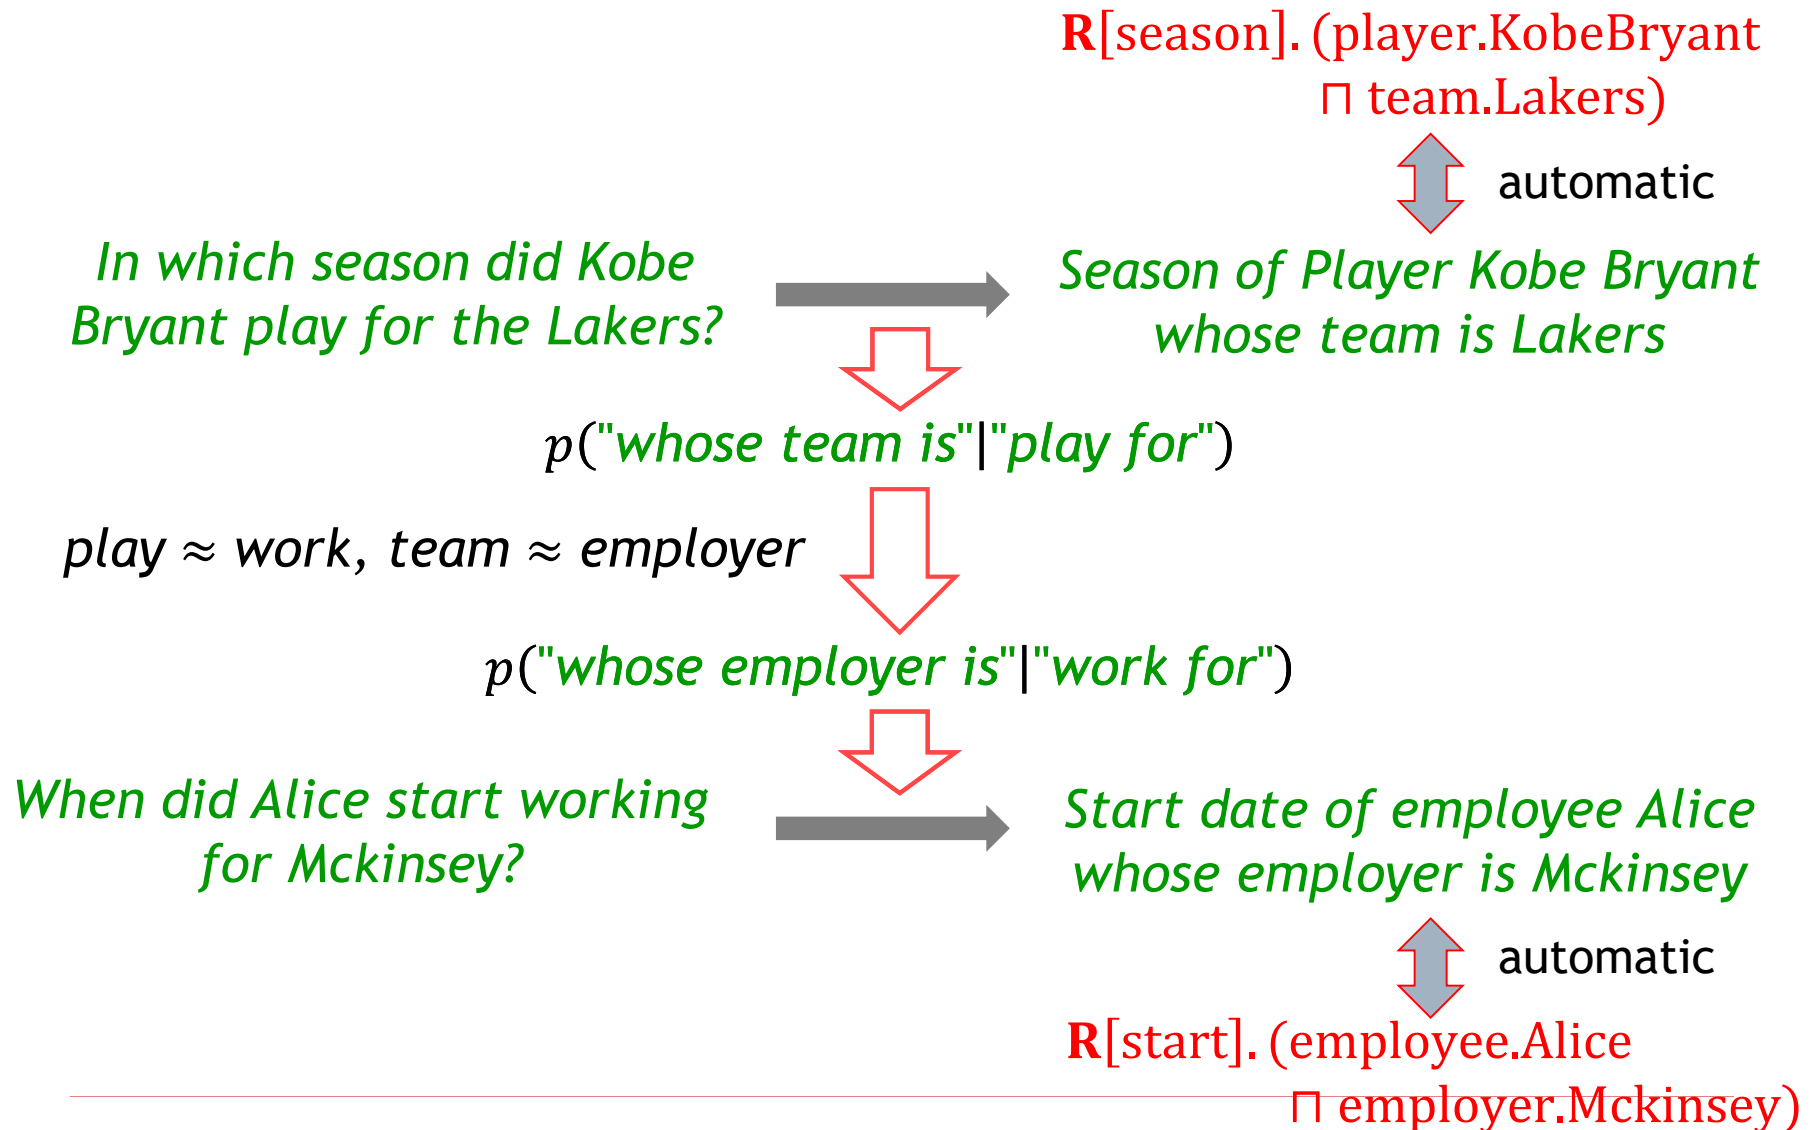 R[season]. (player.KobeBryant
⊓ team.Lakers)
automatic
In which season did Kobe
Bryant play for the Lakers?
Season of Player Kobe Bryant
whose team is Lakers
p("whose team is"|"play for")
play ≈ work, team ≈ employer
p("whose employer is"|"work for")
When did Alice start working
for Mckinsey?
Start date of employee Alice
whose employer is Mckinsey
automatic
R[start]. (employee.Alice
⊓ employer.Mckinsey)